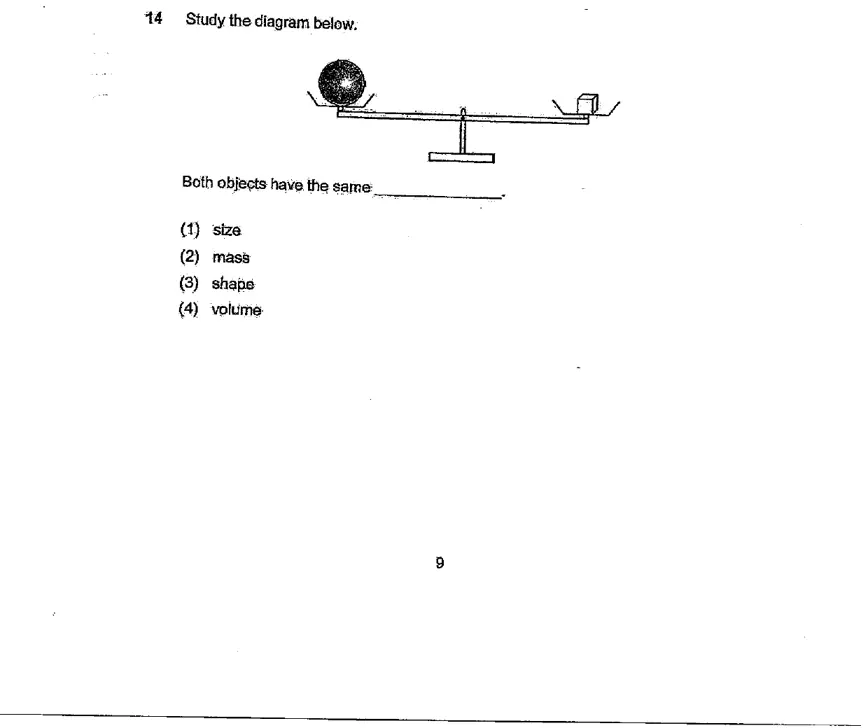 14 Study the diagram below.
Both objects have the same ______________.
(1) size
(2) mass
(3) shape
(4) volume
9